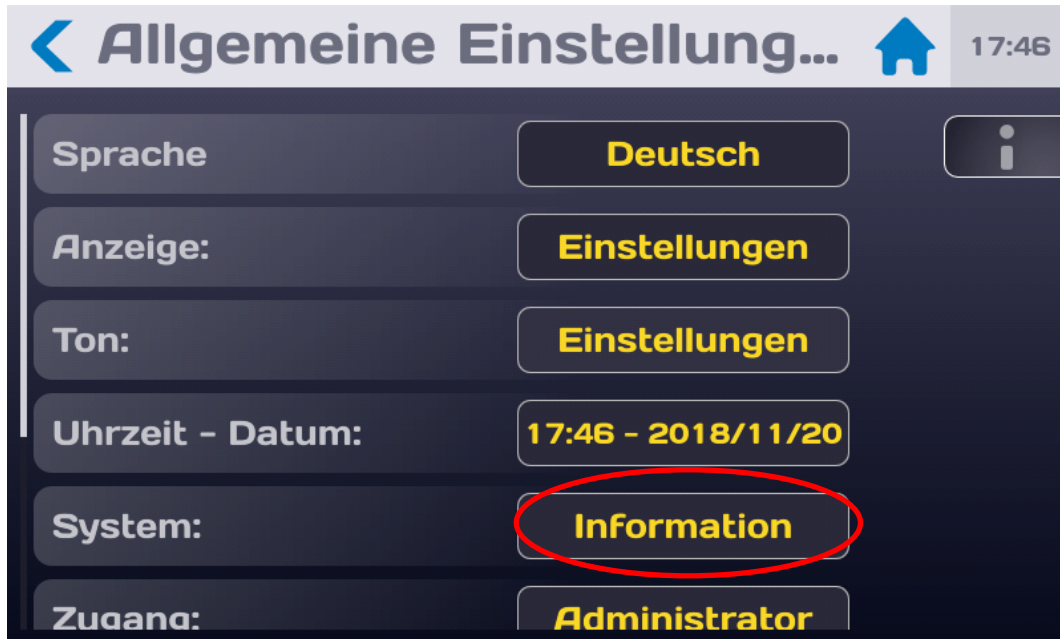 Allgemeine Einstellung... 17:46
Sprache Deutsch
Anzeige: Einstellungen
Ton: Einstellungen
Uhrzeit - Datum: 17:46 - 2018/11/20
System: Information
Zugang: Administrator